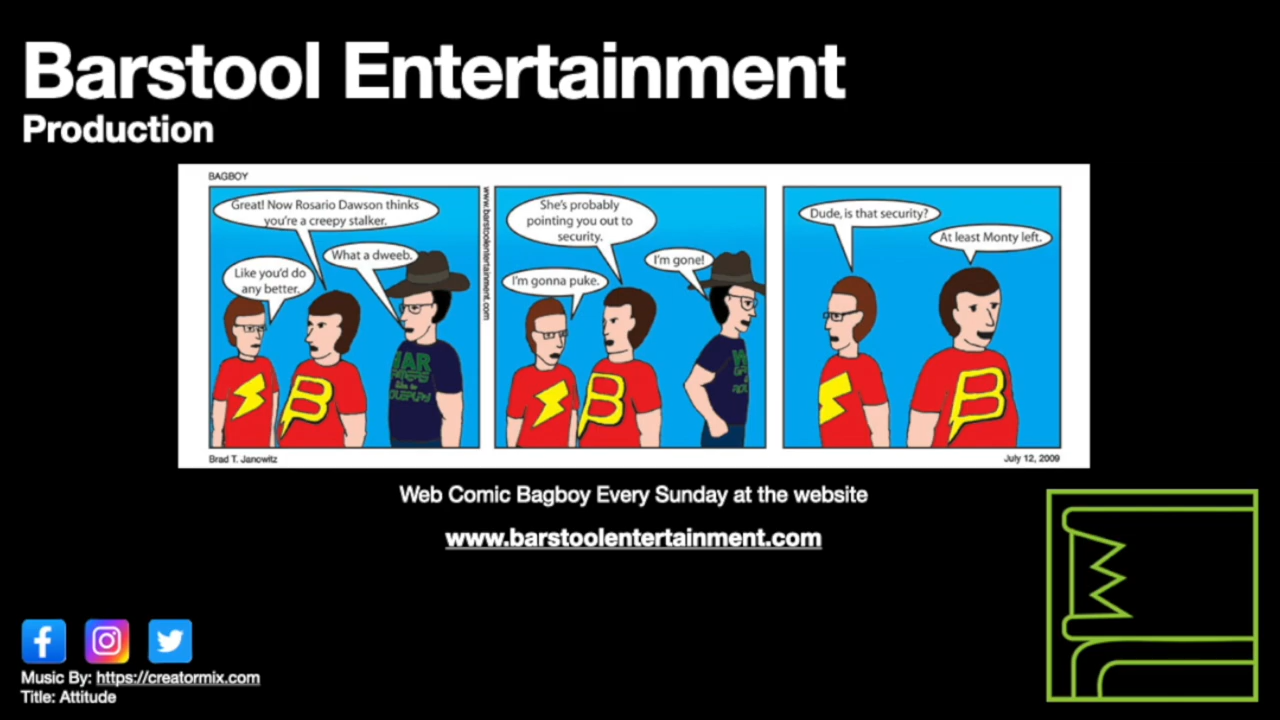 Barstool Entertainment
Production
BAGBOY
Great! Now Rosario Dawson thinks
you're a creepy stalker.
What a dweeb.
Like you'd do
any better.
www.barstoolentertainment.com
She's probably
pointing you out to
security.
I'm gone!
I'm gonna puke.
Dude, is that security?
At least Monty left.
B
B
B
Brad T. Janowitz
July 12, 2009
Web Comic Bagboy Every Sunday at the website
www.barstoolentertainment.com
Music By: https://creatormix.com
Title: Attitude